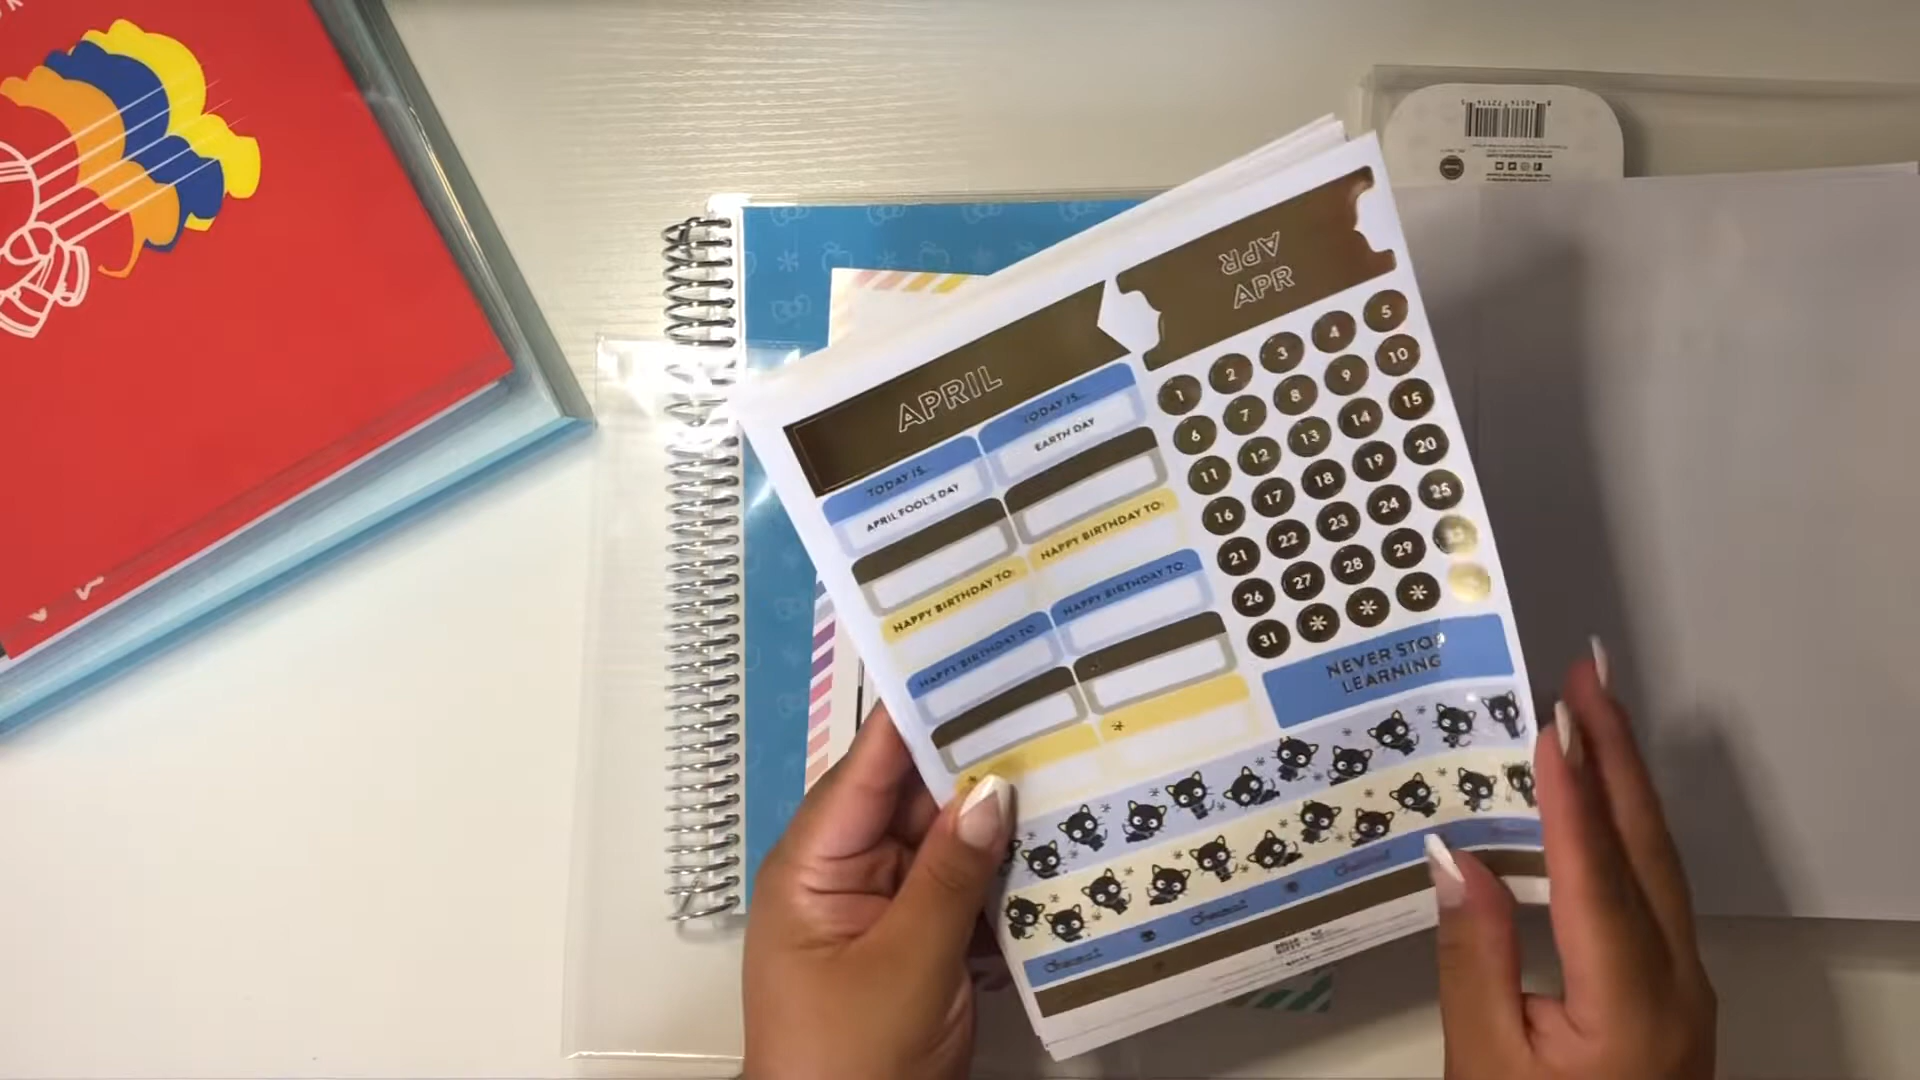 APRIL
APR
APR
TODAY IS...
APRIL FOOL'S DAY
TODAY IS...
EARTH DAY
HAPPY BIRTHDAY TO:
HAPPY BIRTHDAY TO:
HAPPY BIRTHDAY TO:
HAPPY BIRTHDAY TO:
1 2 3 4 5
6 7 8 9 10
11 12 13 14 15
16 17 18 19 20
21 22 23 24 25
26 27 28 29
31 * * *
NEVER STOP
LEARNING
Chococat
Chococat
Chococat